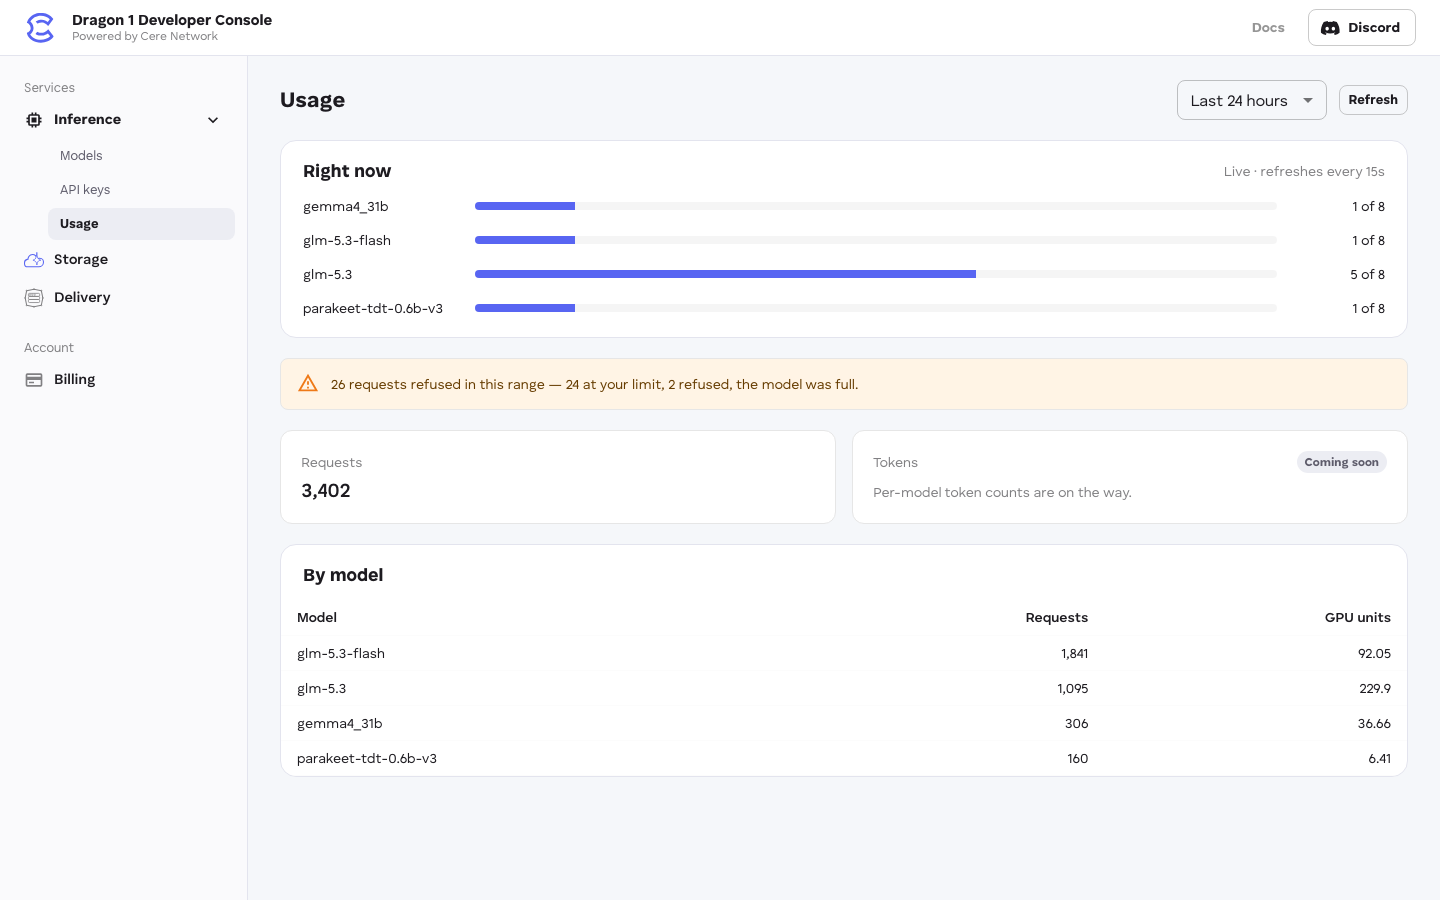 Dragon 1 Developer Console
Powered by Cere Network
Docs
Discord
Services
Inference
Models
API keys
Usage
Storage
Delivery
Account
Billing
Usage
Last 24 hours
Refresh
Right now
Live · refreshes every 15s
gemma4_31b 1 of 8
glm-5.3-flash 1 of 8
glm-5.3 5 of 8
parakeet-tdt-0.6b-v3 1 of 8
26 requests refused in this range — 24 at your limit, 2 refused, the model was full.
Requests
3,402
Tokens
Coming soon
Per-model token counts are on the way.
By model
Model Requests GPU units
glm-5.3-flash 1,841 92.05
glm-5.3 1,095 229.9
gemma4_31b 306 36.66
parakeet-tdt-0.6b-v3 160 6.41